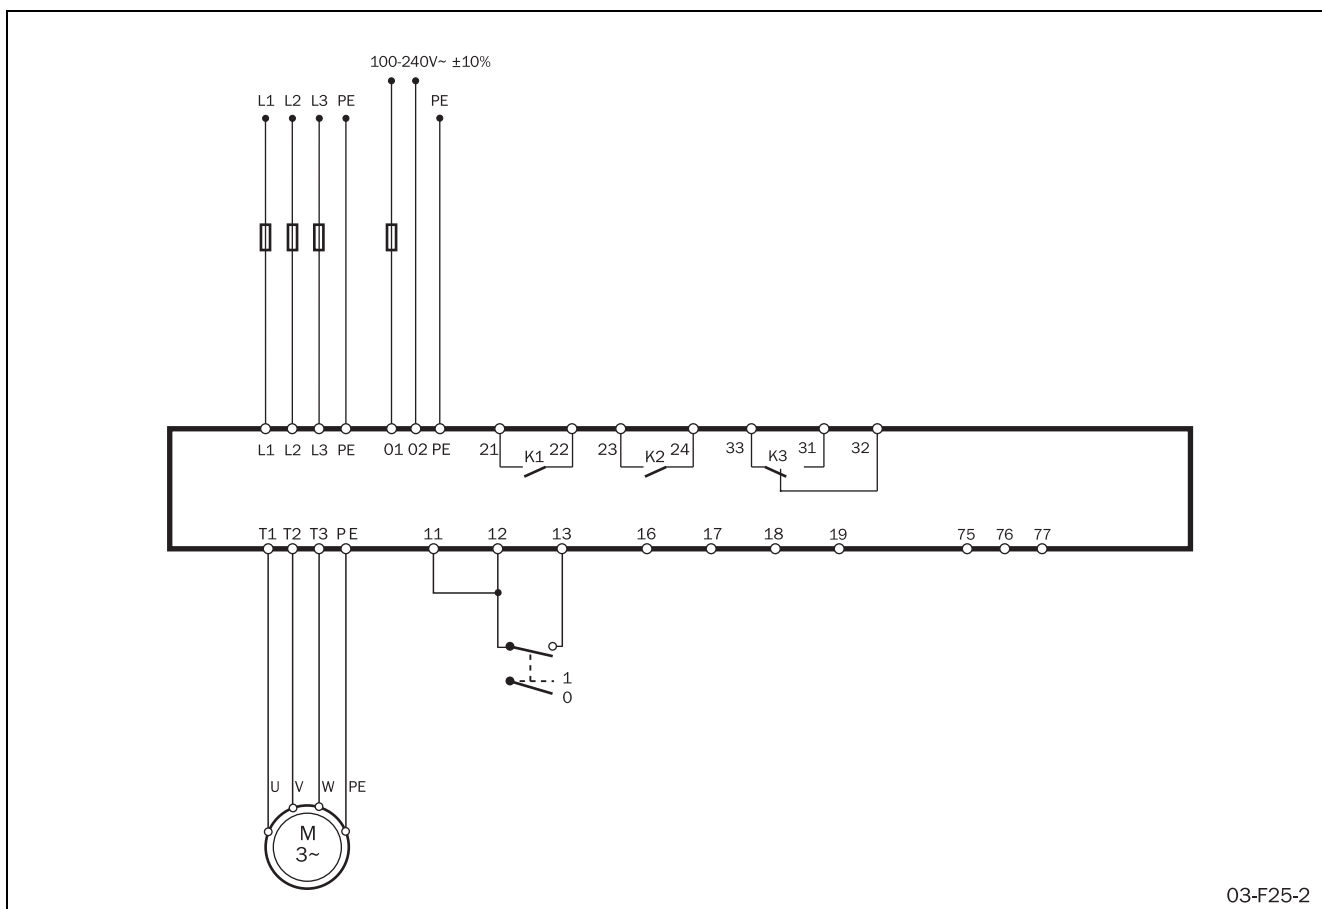 100-240V~ ±10%
L1 L2 L3 PE PE
L1 L2 L3 PE 01 02 PE 21 K1 22 23 K2 24 33 K3 31 32
T1 T2 T3 PE 11 12 13 16 17 18 19 75 76 77
1
0
U V W PE
M
3~
03-F25-2